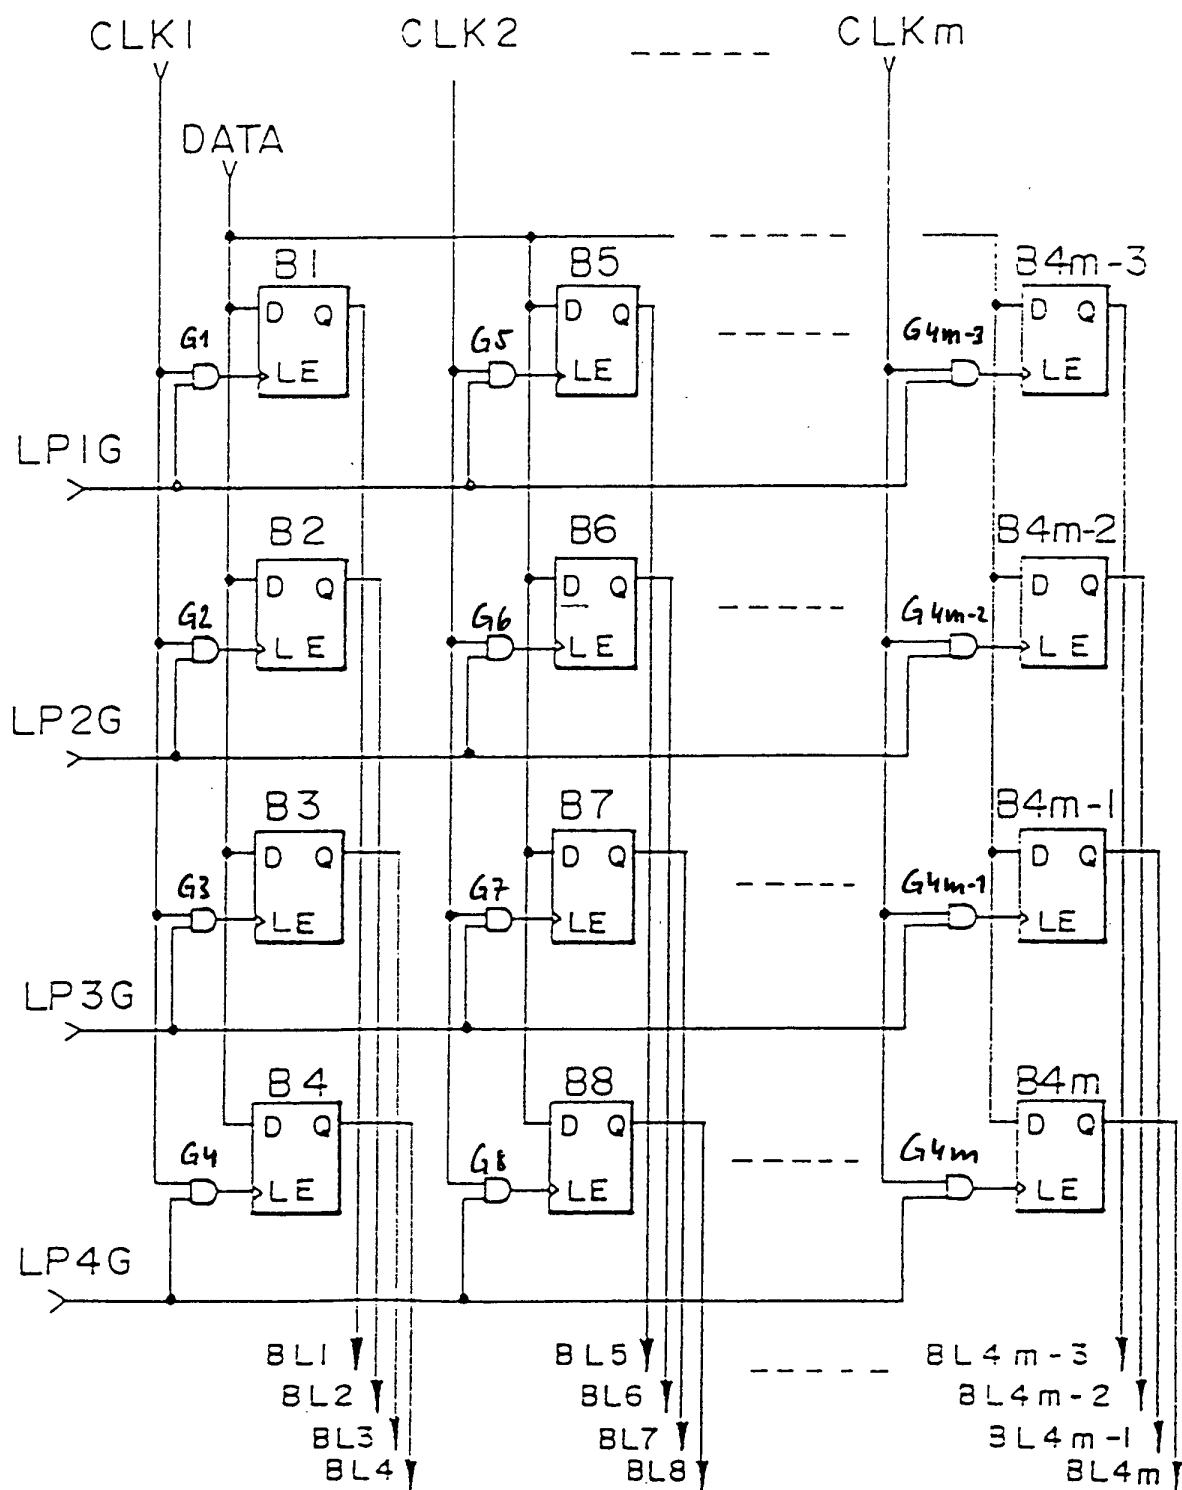 CLK1 CLK2 CLKm
DATA
B1 B5 B4m-3
D Q D Q D Q
G1 G5 G4m-3
LE LE LE
LP1G
B2 B6 B4m-2
D Q D Q D Q
G2 G6 G4m-2
LE LE LE
LP2G
B3 B7 B4m-1
D Q D Q D Q
G3 G7 G4m-1
LE LE LE
LP3G
B4 B8 B4m
D Q D Q D Q
G4 G8 G4m
LE LE LE
LP4G
BL1 BL5 BL4m-3
BL2 BL6 BL4m-2
BL3 BL7 BL4m-1
BL4 BL8 BL4m